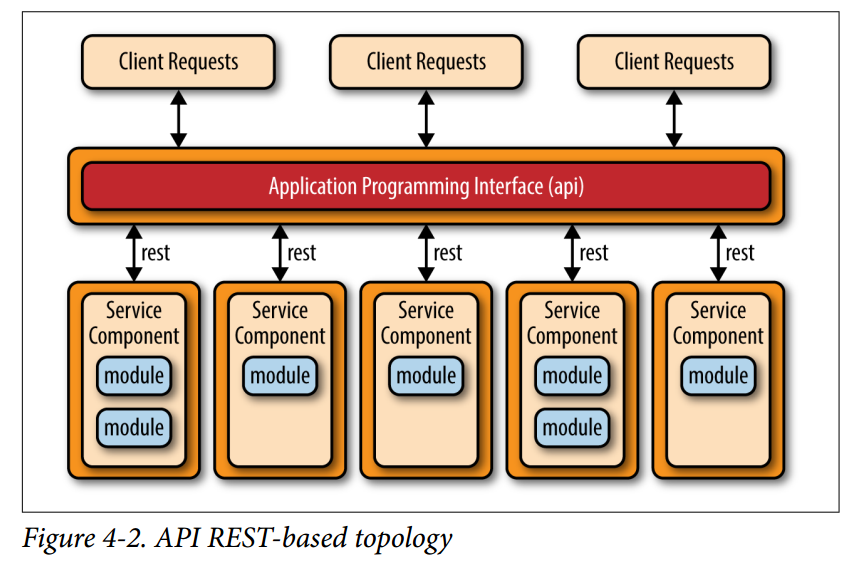 Client Requests
Client Requests
Client Requests
Application Programming Interface (api)
rest
rest
rest
rest
rest
Service
Component
module
module
Service
Component
module
Service
Component
module
Service
Component
module
module
Service
Component
module
Figure 4-2. API REST-based topology